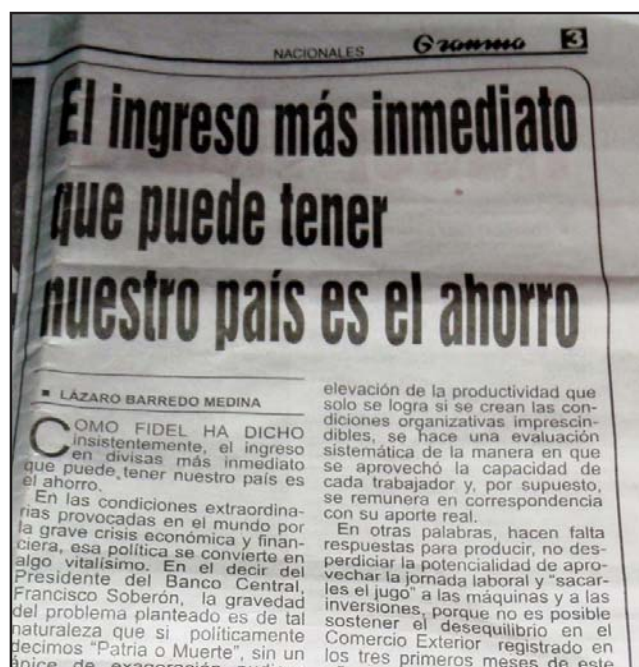 NACIONALES
Granma 3
El ingreso más inmediato
que puede tener
nuestro país es el ahorro
▪ LÁZARO BARREDO MEDINA
COMO FIDEL HA DICHO
insistentemente, el ingreso
en divisas más inmediato
que puede tener nuestro país es
el ahorro.
En las condiciones extraordina-
rias provocadas en el mundo por
la grave crisis económica y finan-
ciera, esa política se convierte en
algo vitalísimo. En el decir del
Presidente del Banco Central,
Francisco Soberón, la gravedad
del problema planteado es de tal
naturaleza que si políticamente
decimos "Patria o Muerte", sin un
ápice de exageración
elevación de la productividad que
solo se logra si se crean las con-
diciones organizativas imprescin-
dibles, se hace una evaluación
sistemática de la manera en que
se aprovechó la capacidad de
cada trabajador y, por supuesto,
se remunera en correspondencia
con su aporte real.
En otras palabras, hacen falta
respuestas para producir, no des-
perdiciar la potencialidad de apro-
vechar la jornada laboral y "sacar-
les el jugo" a las máquinas y a las
inversiones, porque no es posible
sostener el desequilibrio en el
Comercio Exterior registrado en
los tres primeros meses de este